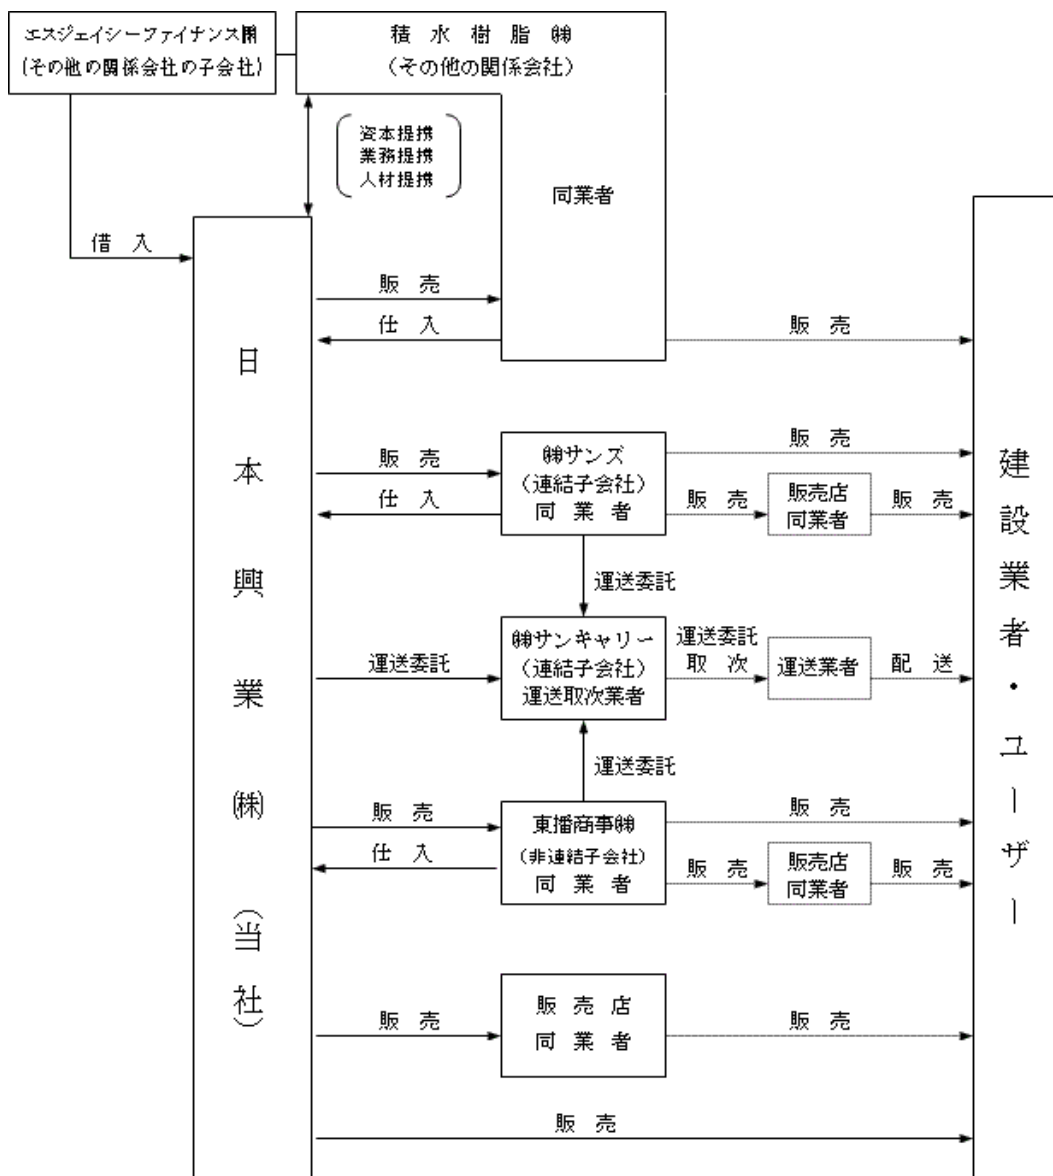 エスジェイシーファイナンス㈱
(その他の関係会社の子会社)
積水樹脂㈱
(その他の関係会社)
資本提携
業務提携
人材提携
同業者
借入
販売
仕入
販売
日本興業(株) (当社)
建設業者・ユーザー
販売
仕入
㈱サンズ
(連結子会社)
同業者
販売
販売
販売店
同業者
販売
運送委託
運送委託
㈱サンキャリー
(連結子会社)
運送取次業者
運送委託
取次
運送業者
配送
運送委託
販売
仕入
東播商事㈱
(非連結子会社)
同業者
販売
販売
販売店
同業者
販売
販売
販売店
同業者
販売
販売